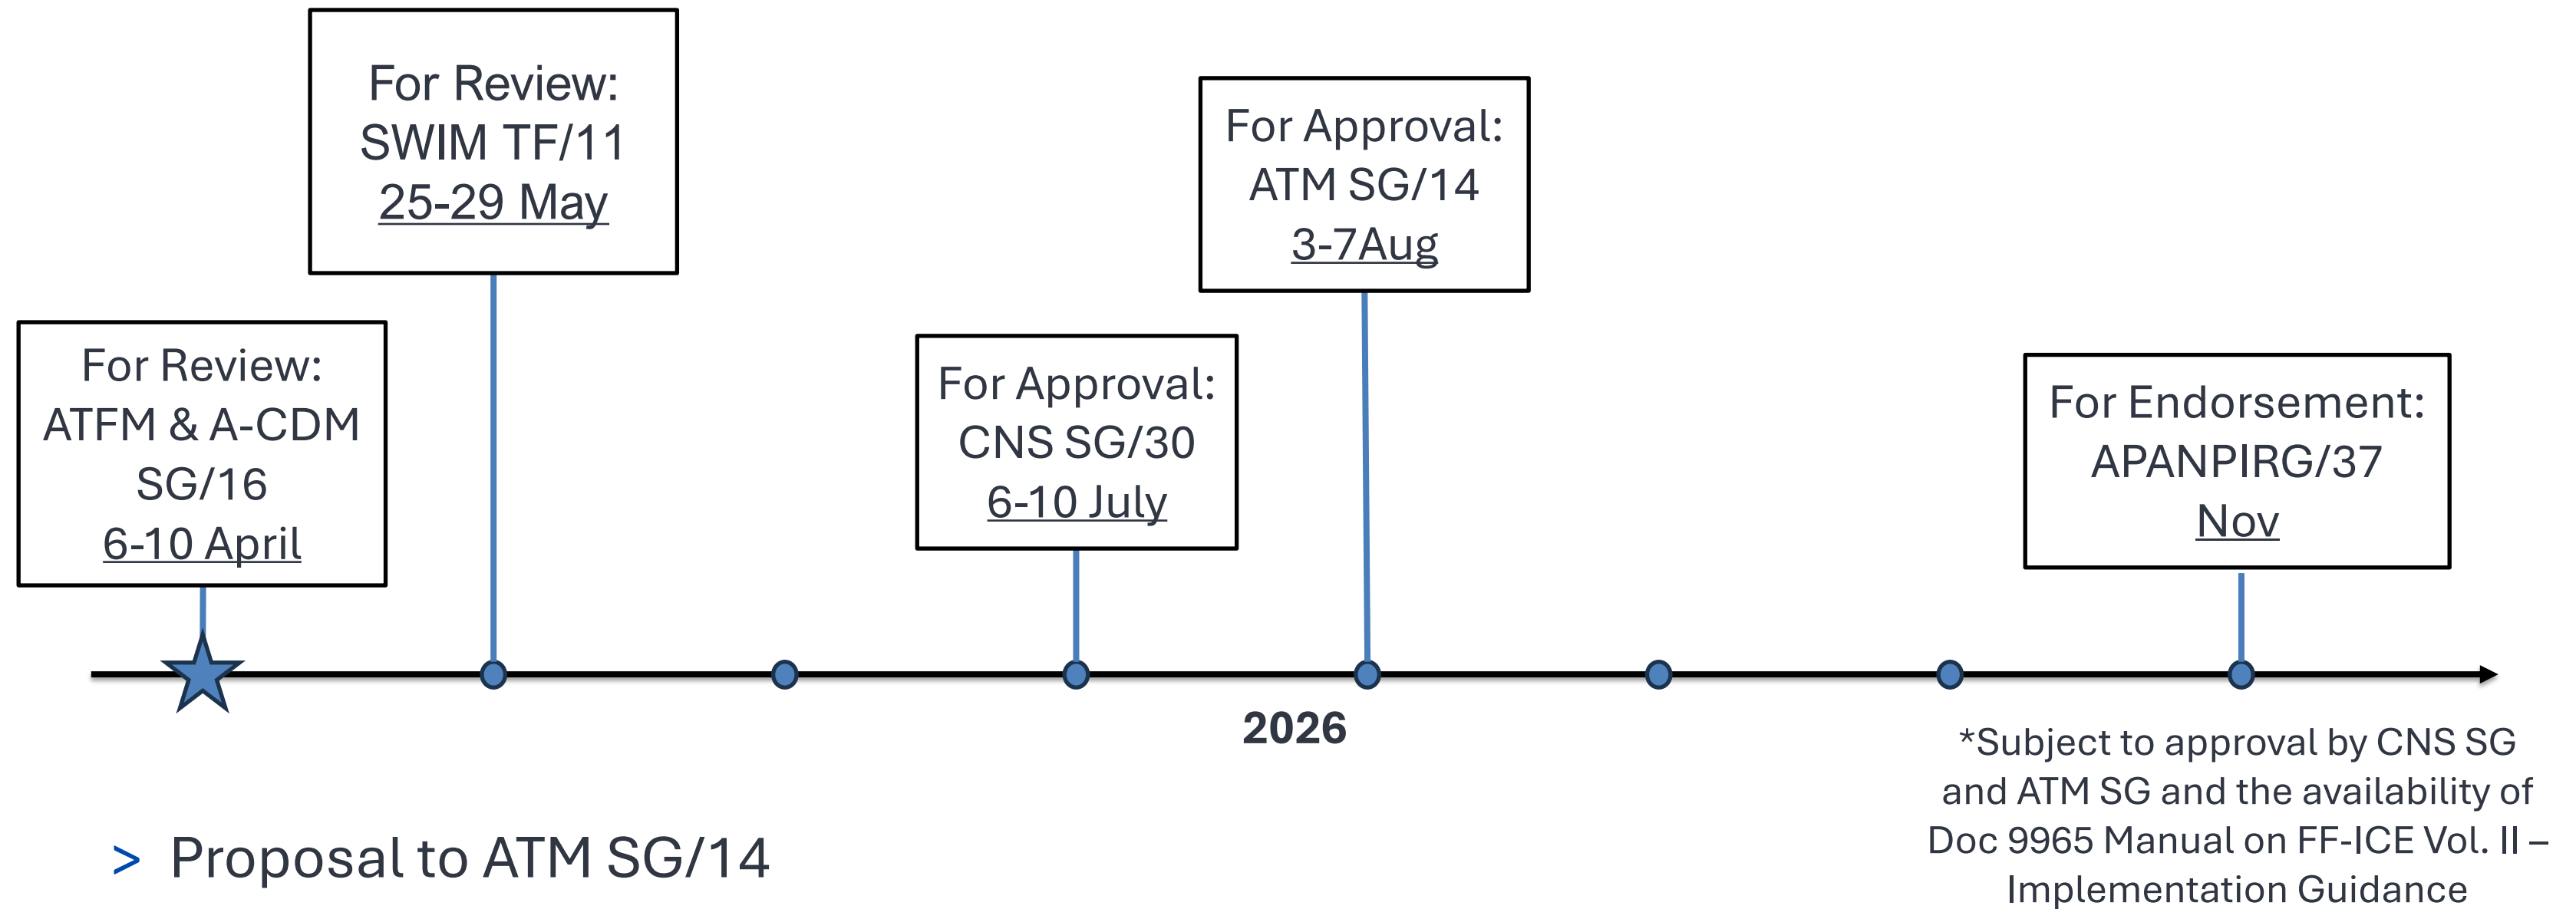 For Review:
SWIM TF/11
25-29 May
For Approval:
ATM SG/14
3-7Aug
For Review:
ATFM & A-CDM
SG/16
6-10 April
For Approval:
CNS SG/30
6-10 July
For Endorsement:
APANPIRG/37
Nov
2026
*Subject to approval by CNS SG
and ATM SG and the availability of
Doc 9965 Manual on FF-ICE Vol. II –
Implementation Guidance
> Proposal to ATM SG/14